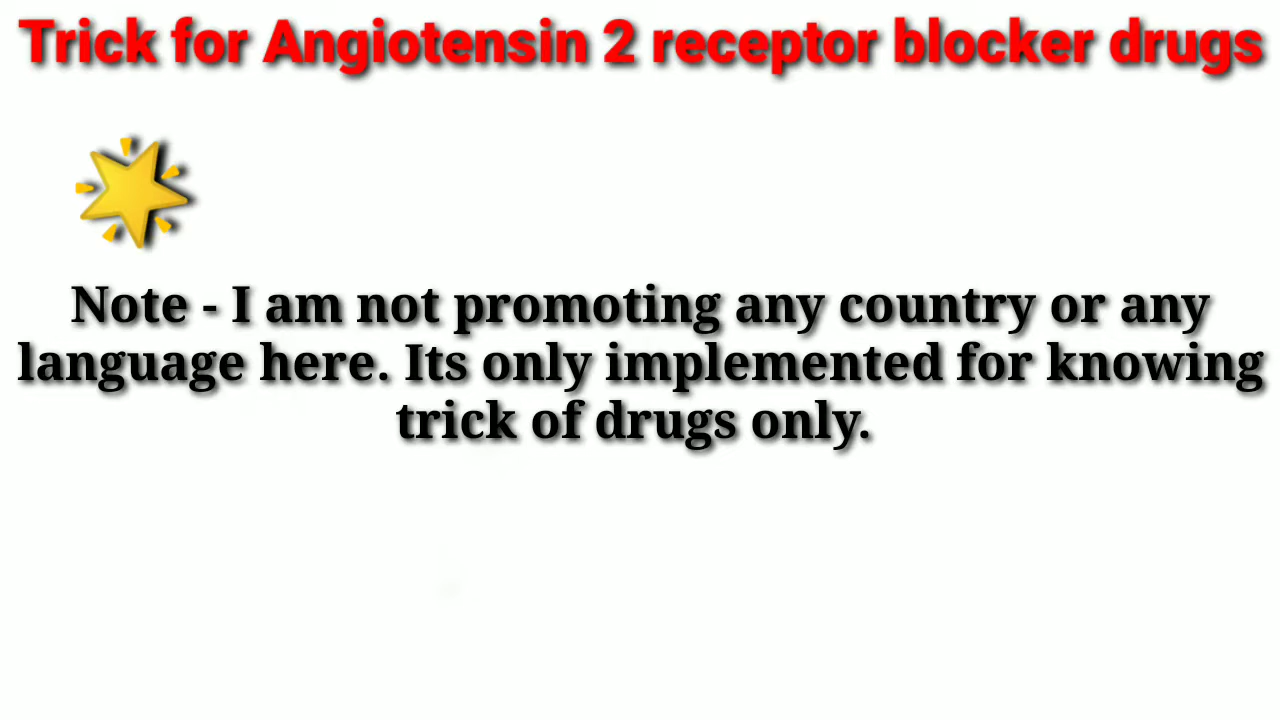 Trick for Angiotensin 2 receptor blocker drugs
Note - I am not promoting any country or any
language here. Its only implemented for knowing
trick of drugs only.